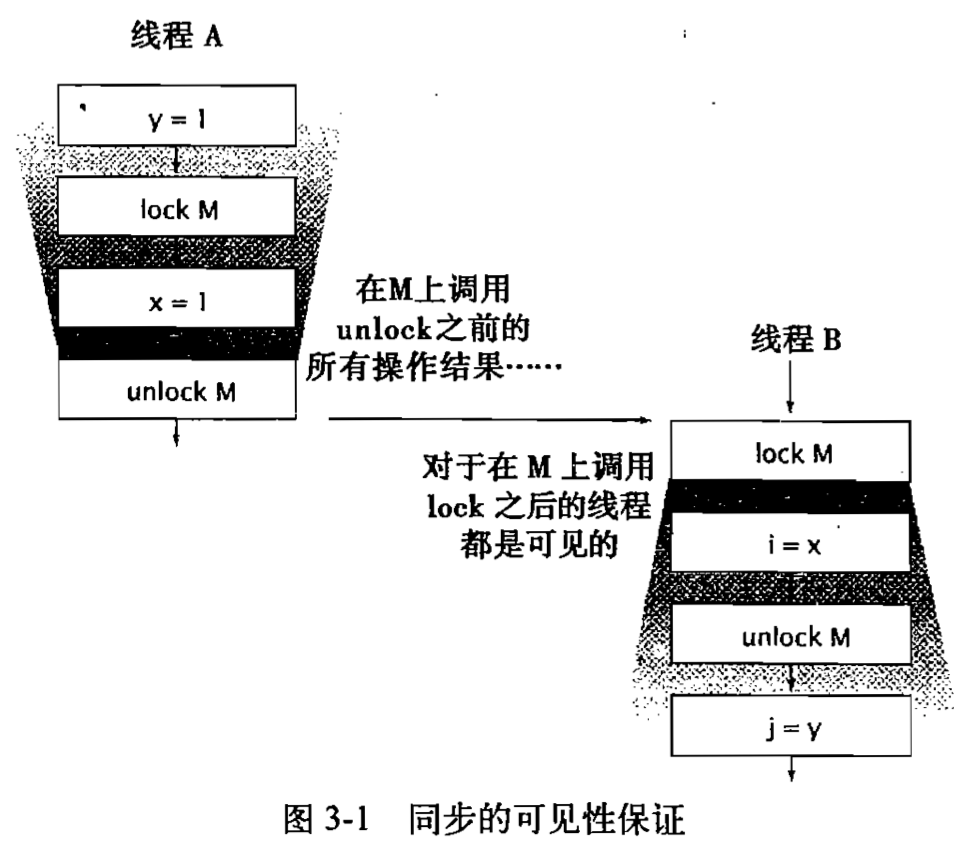 线程 A
y = 1
lock M
x = 1
unlock M
在M上调用
unlock之前的
所有操作结果……
线程 B
对于在 M 上调用
lock 之后的线程
都是可见的
lock M
i = x
unlock M
j = y
图 3-1 同步的可见性保证